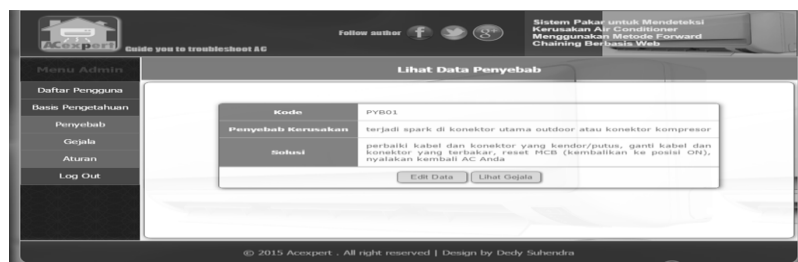 ACexpert
Guide you to troubleshoot AC
Follow author
Sistem Pakar untuk Mendeteksi
Kerusakan Air Conditioner
Menggunakan Metode Forward
Chaining Berbasis Web
Menu Admin
Daftar Pengguna
Basis Pengetahuan
Penyebab
Gejala
Aturan
Log Out
Lihat Data Penyebab
Kode PYB01
Penyebab Kerusakan terjadi spark di konektor utama outdoor atau konektor kompresor
Solusi
perbaiki kabel dan konektor yang kendor/putus, ganti kabel dan
konektor yang terbakar, reset MCB (kembalikan ke posisi ON),
nyalakan kembali AC Anda
Edit Data Lihat Gejala
© 2015 Acexpert . All right reserved | Design by Dedy Suhendra